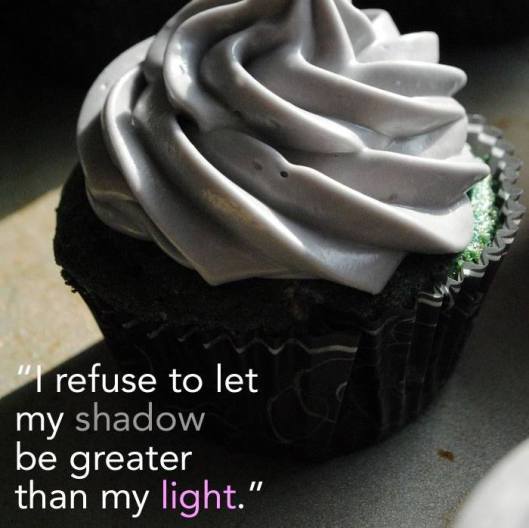 “I refuse to let
my shadow
be greater
than my light.”